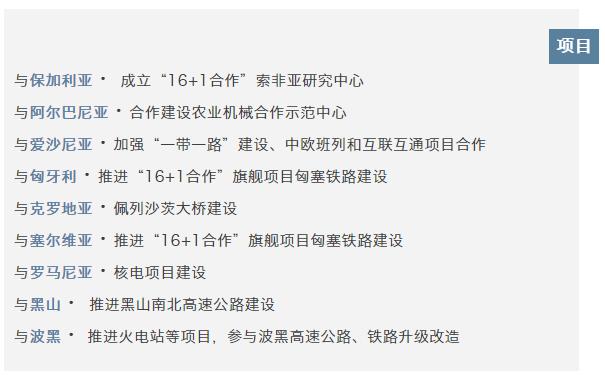 项目
与保加利亚· 成立“16+1合作”索非亚研究中心
与阿尔巴尼亚·合作建设农业机械合作示范中心
与爱沙尼亚·加强“一带一路”建设、中欧班列和互联互通项目合作
与匈牙利·推进“16+1合作”旗舰项目匈塞铁路建设
与克罗地亚·佩列沙茨大桥建设
与塞尔维亚·推进“16+1合作”旗舰项目匈塞铁路建设
与罗马尼亚·核电项目建设
与黑山· 推进黑山南北高速公路建设
与波黑· 推进火电站等项目，参与波黑高速公路、铁路升级改造